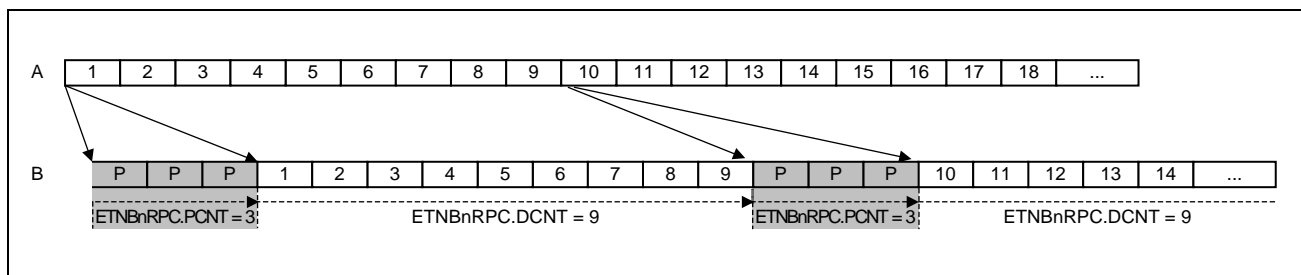 A 1 2 3 4 5 6 7 8 9 10 11 12 13 14 15 16 17 18 ...
B P P P 1 2 3 4 5 6 7 8 9 P P P 10 11 12 13 14 ...
ETNBnRPC.PCNT = 3 ETNBnRPC.DCNT = 9 ETNBnRPC.PCNT = 3 ETNBnRPC.DCNT = 9